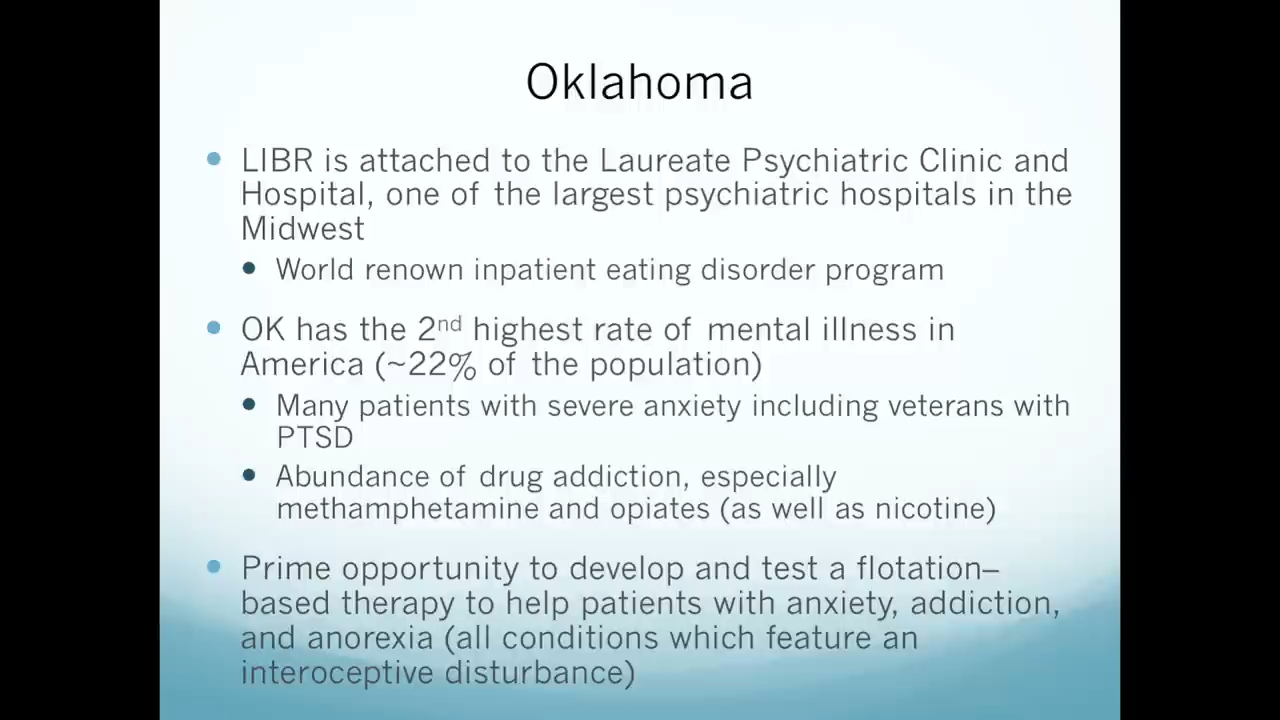 Oklahoma
• LIBR is attached to the Laureate Psychiatric Clinic and
Hospital, one of the largest psychiatric hospitals in the
Midwest
• World renown inpatient eating disorder program
• OK has the 2nd highest rate of mental illness in
America (~22% of the population)
• Many patients with severe anxiety including veterans with
PTSD
• Abundance of drug addiction, especially
methamphetamine and opiates (as well as nicotine)
• Prime opportunity to develop and test a flotation–
based therapy to help patients with anxiety, addiction,
and anorexia (all conditions which feature an
interoceptive disturbance)